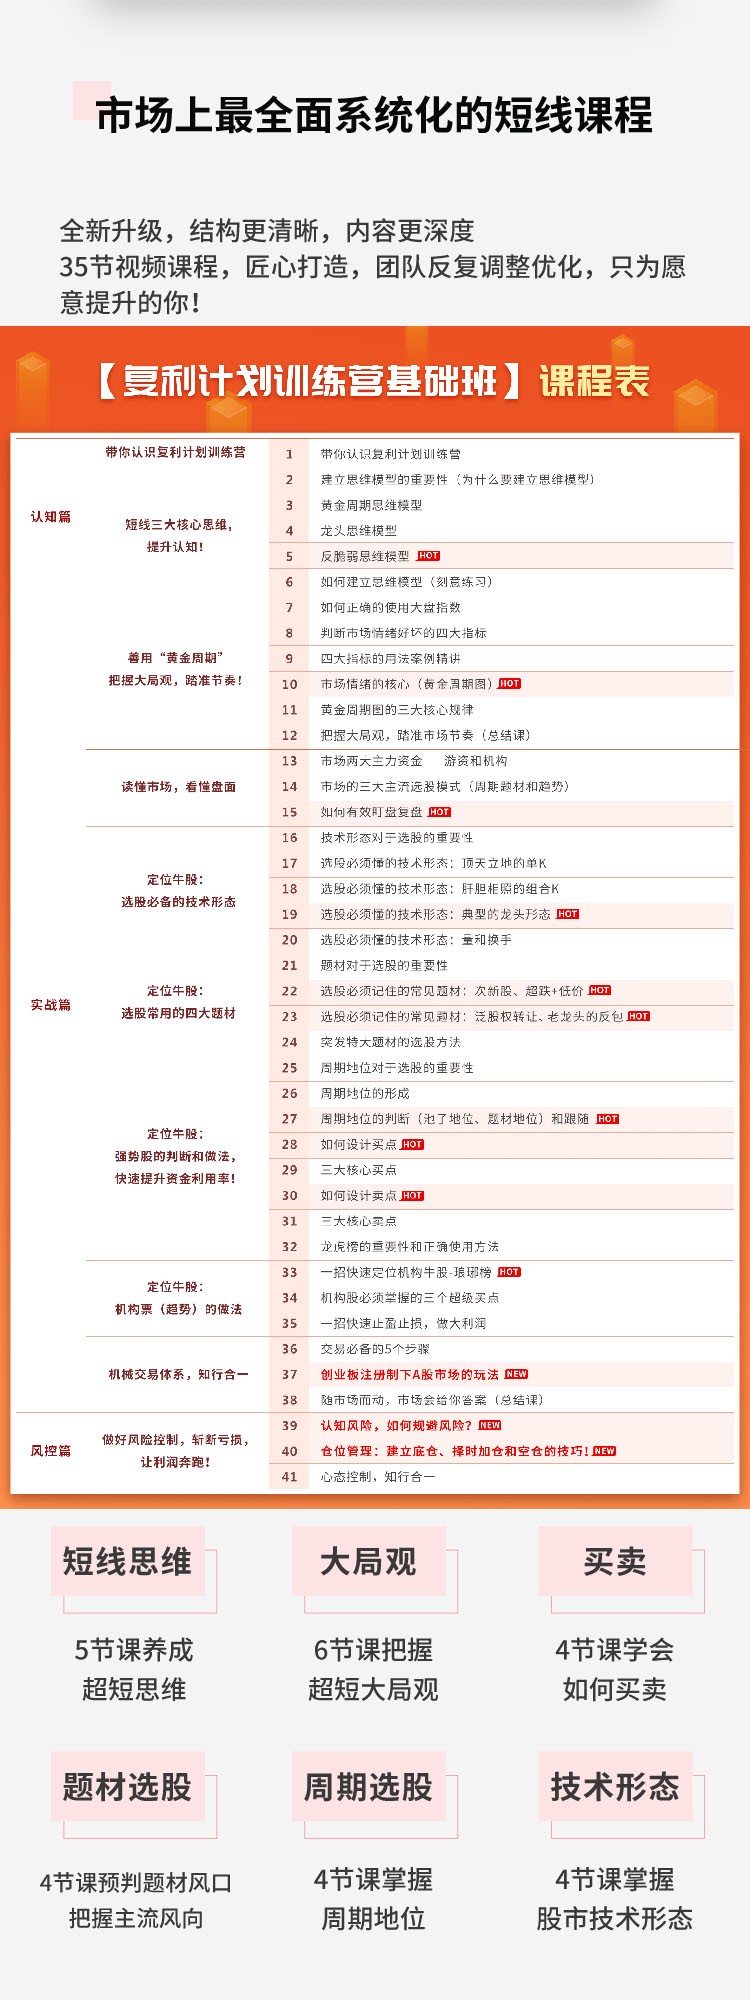 市场上最全面系统化的短线课程
全新升级，结构更清晰，内容更深度
35节视频课程，匠心打造，团队反复调整优化，只为愿
意提升的你！
【复利计划训练营基础班】课程表
认知篇
带你认识复利计划训练营
1 带你认识复利计划训练营
短线三大核心思维，
提升认知！
2 建立思维模型的重要性（为什么要建立思维模型）
3 黄金周期思维模型
4 龙头思维模型
5 反脆弱思维模型 HOT
6 如何建立思维模型（刻意练习）
善用“黄金周期”
把握大局观，踏准节奏！
7 如何正确的使用大盘指数
8 判断市场情绪好坏的四大指标
9 四大指标的用法案例精讲
10 市场情绪的核心（黄金周期图）HOT
11 黄金周期图的三大核心规律
12 把握大局观，踏准市场节奏（总结课）
实战篇
读懂市场，看懂盘面
13 市场两大主力资金 游资和机构
14 市场的三大主流选股模式（周期题材和趋势）
15 如何有效盯盘复盘 HOT
定位牛股：
选股必备的技术形态
16 技术形态对于选股的重要性
17 选股必须懂的技术形态：顶天立地的单K
18 选股必须懂的技术形态：肝胆相照的组合K
19 选股必须懂的技术形态：典型的龙头形态 HOT
20 选股必须懂的技术形态：量和换手
定位牛股：
选股常用的四大题材
21 题材对于选股的重要性
22 选股必须记住的常见题材：次新股、超跌+低价 HOT
23 选股必须记住的常见题材：泛股权转让、老龙头的反包 HOT
24 突发特大题材的选股方法
定位牛股：
强势股的判断和做法，
快速提升资金利用率！
25 周期地位对于选股的重要性
26 周期地位的形成
27 周期地位的判断（池了地位、题材地位）和跟随 HOT
28 如何设计买点 HOT
29 三大核心买点
30 如何设计卖点 HOT
31 三大核心卖点
32 龙虎榜的重要性和正确使用方法
定位牛股：
机构票（趋势）的做法
33 一招快速定位机构牛股-琅琊榜 HOT
34 机构股必须掌握的三个超级买点
35 一招快速止盈止损，做大利润
机械交易体系，知行合一
36 交易必备的5个步骤
37 创业板注册制下A股市场的玩法 NEW
38 随市场而动，市场会给你答案（总结课）
风控篇
做好风险控制，斩断亏损，
让利润奔跑！
39 认知风险，如何规避风险？NEW
40 仓位管理：建立底仓、择时加仓和空仓的技巧！NEW
41 心态控制，知行合一
短线思维
5节课养成
超短思维
大局观
6节课把握
超短大局观
买卖
4节课学会
如何买卖
题材选股
4节课预判题材风口
把握主流风向
周期选股
4节课掌握
周期地位
技术形态
4节课掌握
股市技术形态